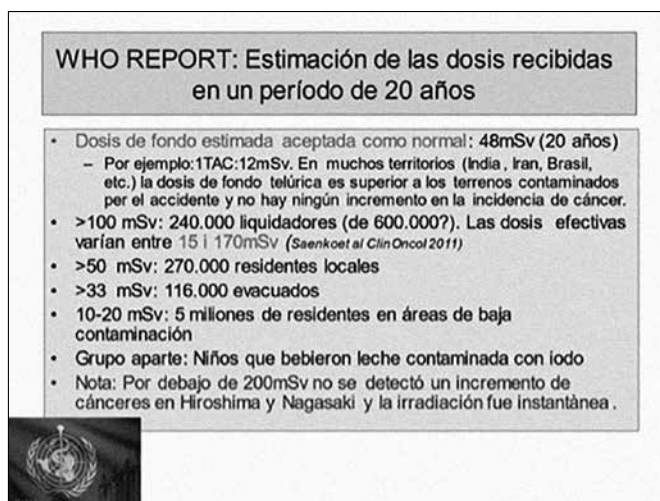 WHO REPORT: Estimación de las dosis recibidas
en un período de 20 años
• Dosis de fondo estimada aceptada como normal: 48mSv (20 años)
– Por ejemplo:1TAC:12mSv. En muchos territorios (India, Iran, Brasil,
etc.) la dosis de fondo telúrica es superior a los terrenos contaminados
per el accidente y no hay ningún incremento en la incidencia de cáncer.
• >100 mSv: 240.000 liquidadores (de 600.000?). Las dosis efectivas
varían entre 15 i 170mSv (Saenko et al Clin Oncol 2011)
• >50 mSv: 270.000 residentes locales
• >33 mSv: 116.000 evacuados
• 10-20 mSv: 5 miliones de residentes en áreas de baja
contaminación
• Grupo aparte: Niños que bebieron leche contaminada con iodo
• Nota: Por debajo de 200mSv no se detectó un incremento de
cánceres en Hiroshima y Nagasaki y la irradiación fue instantànea.